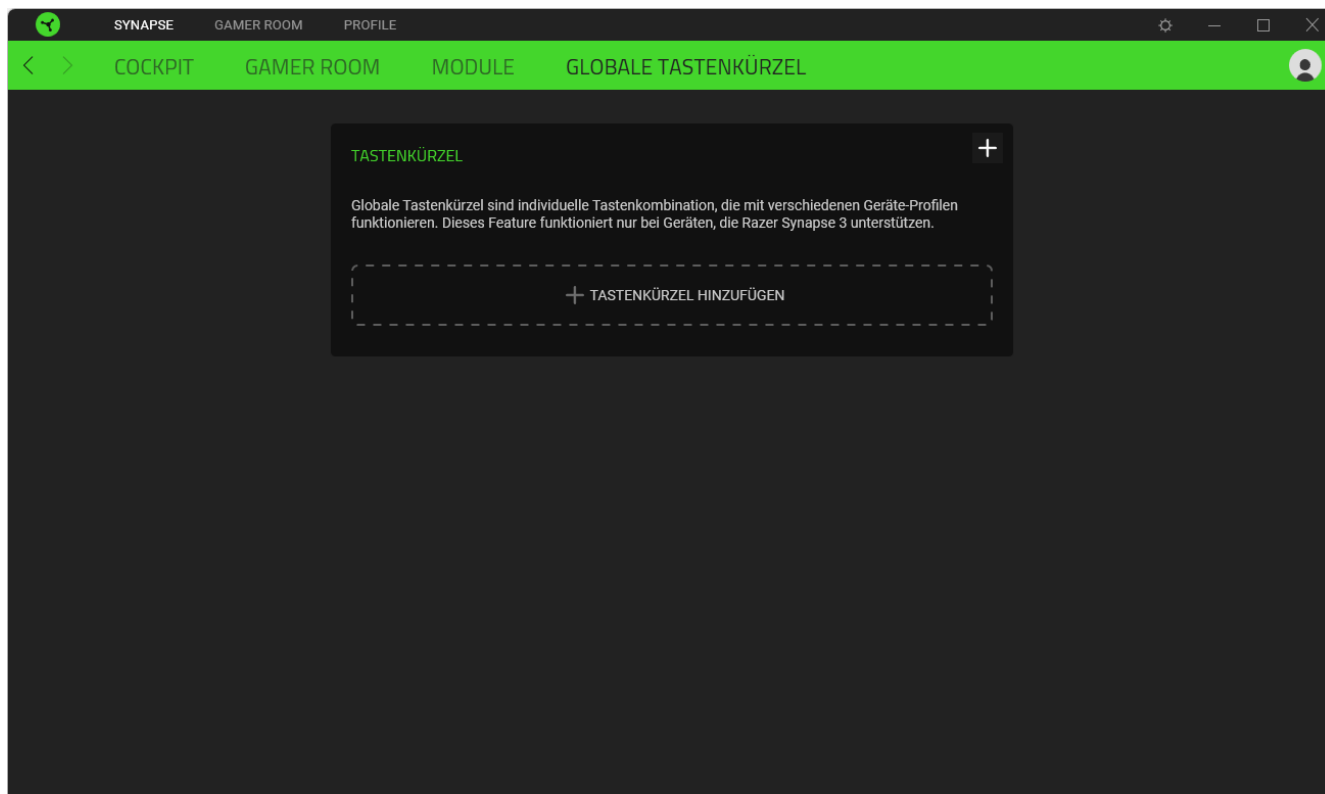 SYNAPSE GAMER ROOM PROFILE
COCKPIT GAMER ROOM MODULE GLOBALE TASTENKÜRZEL
TASTENKÜRZEL
Globale Tastenkürzel sind individuelle Tastenkombination, die mit verschiedenen Geräte-Profilen
funktionieren. Dieses Feature funktioniert nur bei Geräten, die Razer Synapse 3 unterstützen.
TASTENKÜRZEL HINZUFÜGEN